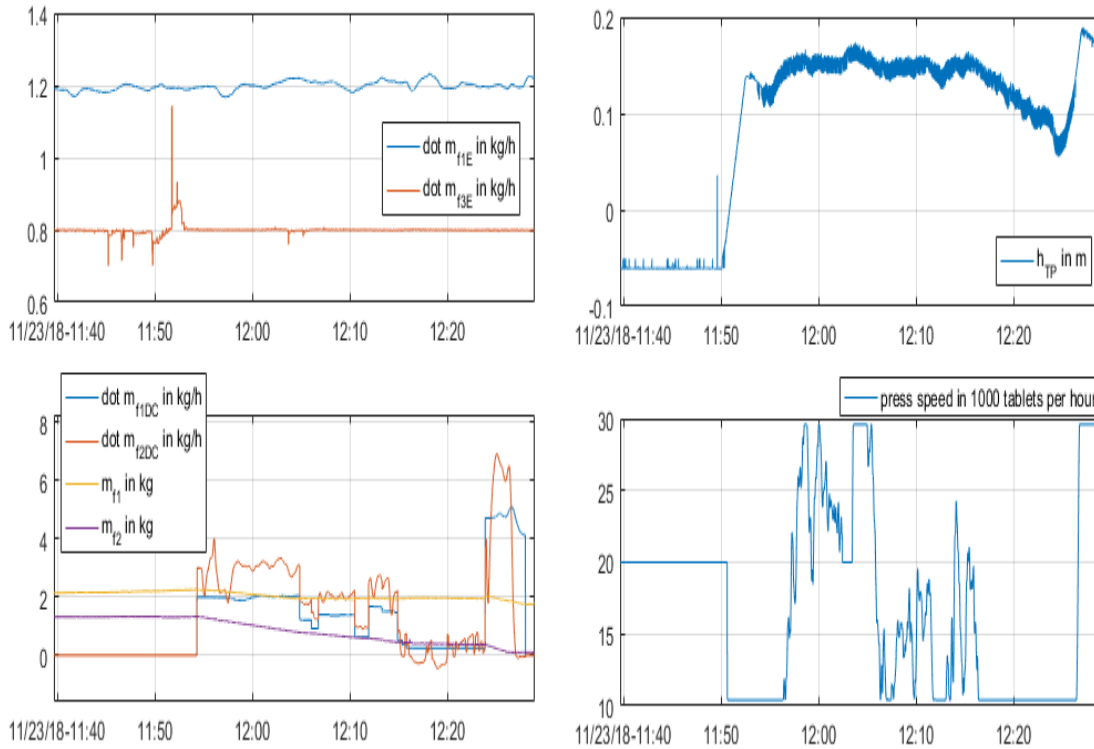 1.4
1.2
1
0.8
0.6
dot m_f1E in kg/h
dot m_f3E in kg/h
11/23/18-11:40 11:50 12:00 12:10 12:20
0.2
0.1
0
-0.1
h_TP in m
11/23/18-11:40 11:50 12:00 12:10 12:20
dot m_f1DC in kg/h
dot m_f2DC in kg/h
m_f1 in kg
m_f2 in kg
8
6
4
2
0
11/23/18-11:40 11:50 12:00 12:10 12:20
press speed in 1000 tablets per hour
30
25
20
15
10
11/23/18-11:40 11:50 12:00 12:10 12:20